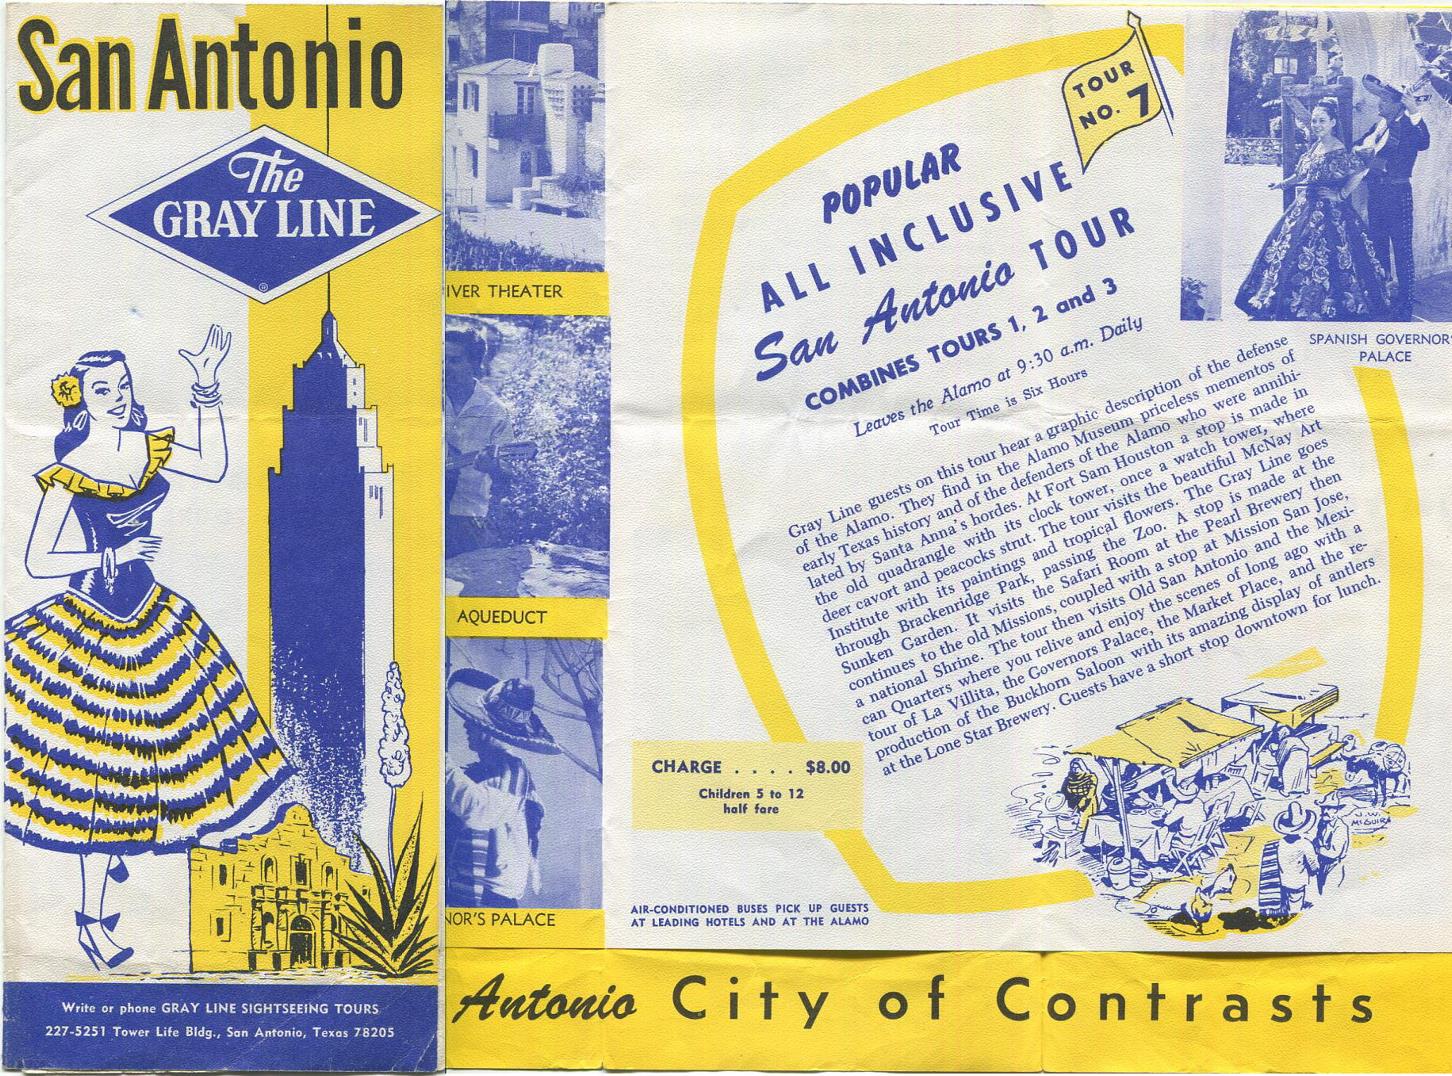 San Antonio
The
GRAY LINE
®
Write or phone GRAY LINE SIGHTSEEING TOURS
227-5251 Tower Life Bldg., San Antonio, Texas 78205
IVER THEATER
AQUEDUCT
NOR'S PALACE
TOUR
NO. 7
POPULAR
ALL INCLUSIVE
San Antonio TOUR
COMBINES TOURS 1, 2 and 3
Leaves the Alamo at 9:30 a.m. Daily
Tour Time is Six Hours
Gray Line guests on this tour hear a graphic description of the defense
of the Alamo. They find in the Alamo Museum priceless mementos of
early Texas history and of the defenders of the Alamo who were annihi-
lated by Santa Anna's hordes. At Fort Sam Houston a stop is made in
the old quadrangle with its clock tower, once a watch tower, where
deer cavort and peacocks strut. The tour visits the beautiful McNay Art
Institute with its paintings and tropical flowers. The Gray Line goes
through Brackenridge Park, passing the Zoo. A stop is made at the
Sunken Garden. It visits the Safari Room at the Pearl Brewery then
continues to the old Missions, coupled with a stop at Mission San Jose,
a national Shrine. The tour then visits Old San Antonio and the Mexi-
can Quarters where you relive and enjoy the scenes of long ago with a
tour of La Villita, the Governors Palace, the Market Place, and the re-
production of the Buckhorn Saloon with its amazing display of antlers
at the Lone Star Brewery. Guests have a short stop downtown for lunch.
SPANISH GOVERNOR'
PALACE
CHARGE . . . . $8.00
Children 5 to 12
half fare
AIR-CONDITIONED BUSES PICK UP GUESTS
AT LEADING HOTELS AND AT THE ALAMO
J.W.
McGUIRE
Antonio City of Contrasts